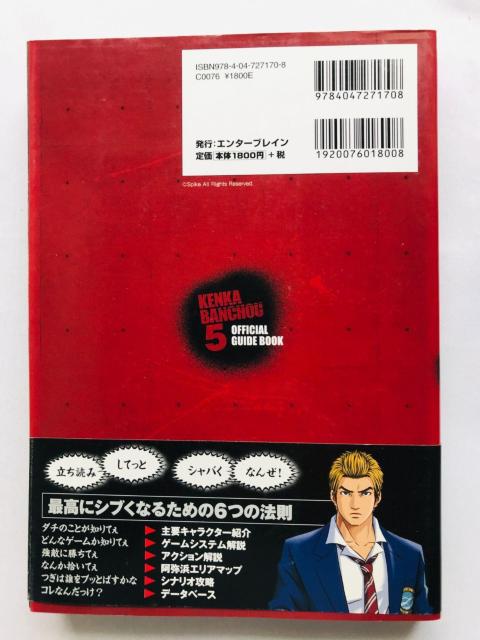 ISBN978-4-04-727170-8
C0076 ¥1800E
9784047271708
発行：エンターブレイン
定価 本体1800円 +税
1920076018008
©Spike All Rights Reserved.
KENKA
BANCHOU
5 OFFICIAL
GUIDE BOOK
立ち読み
してっと
シャバく
なんぜ!
最高にシブくなるための6つの法則
ダチのことが知りてぇ ▶ 主要キャラクター紹介
どんなゲームか知りてぇ ▶ ゲームシステム解説
強敵に勝ちてぇ ▶ アクション解説
なんか拾いてぇ ▶ 阿弥浜エリアマップ
つぎは誰をブッとばすかな ▶ シナリオ攻略
コレなんだっけ? ▶ データベース